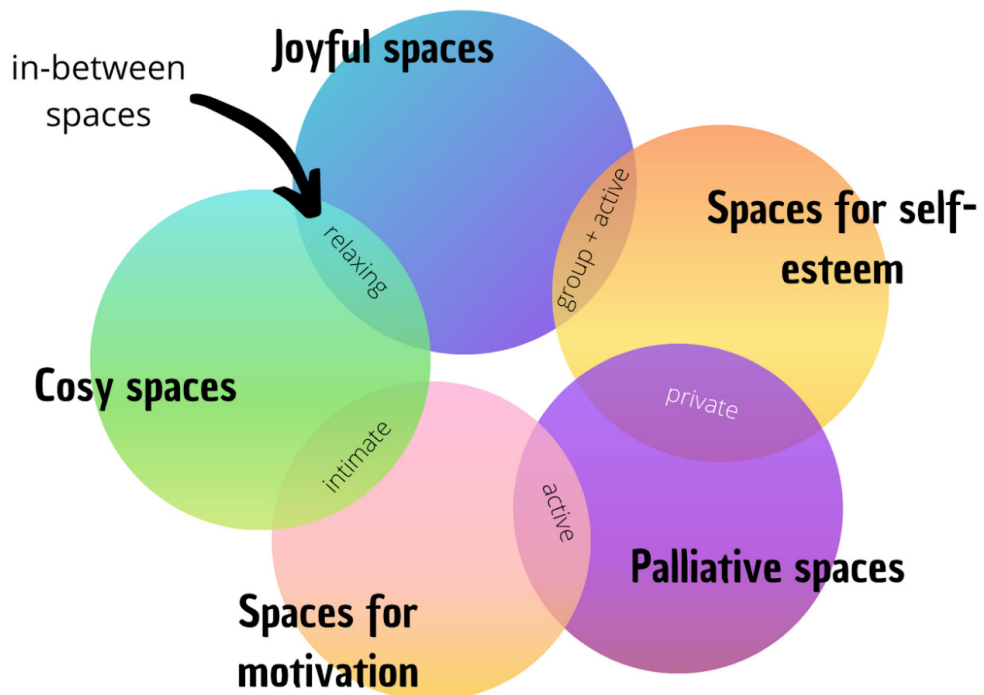 Joyful spaces
in-between
spaces
relaxing
group + active
Spaces for self-
esteem
Cosy spaces
private
intimate
active
Palliative spaces
Spaces for
motivation